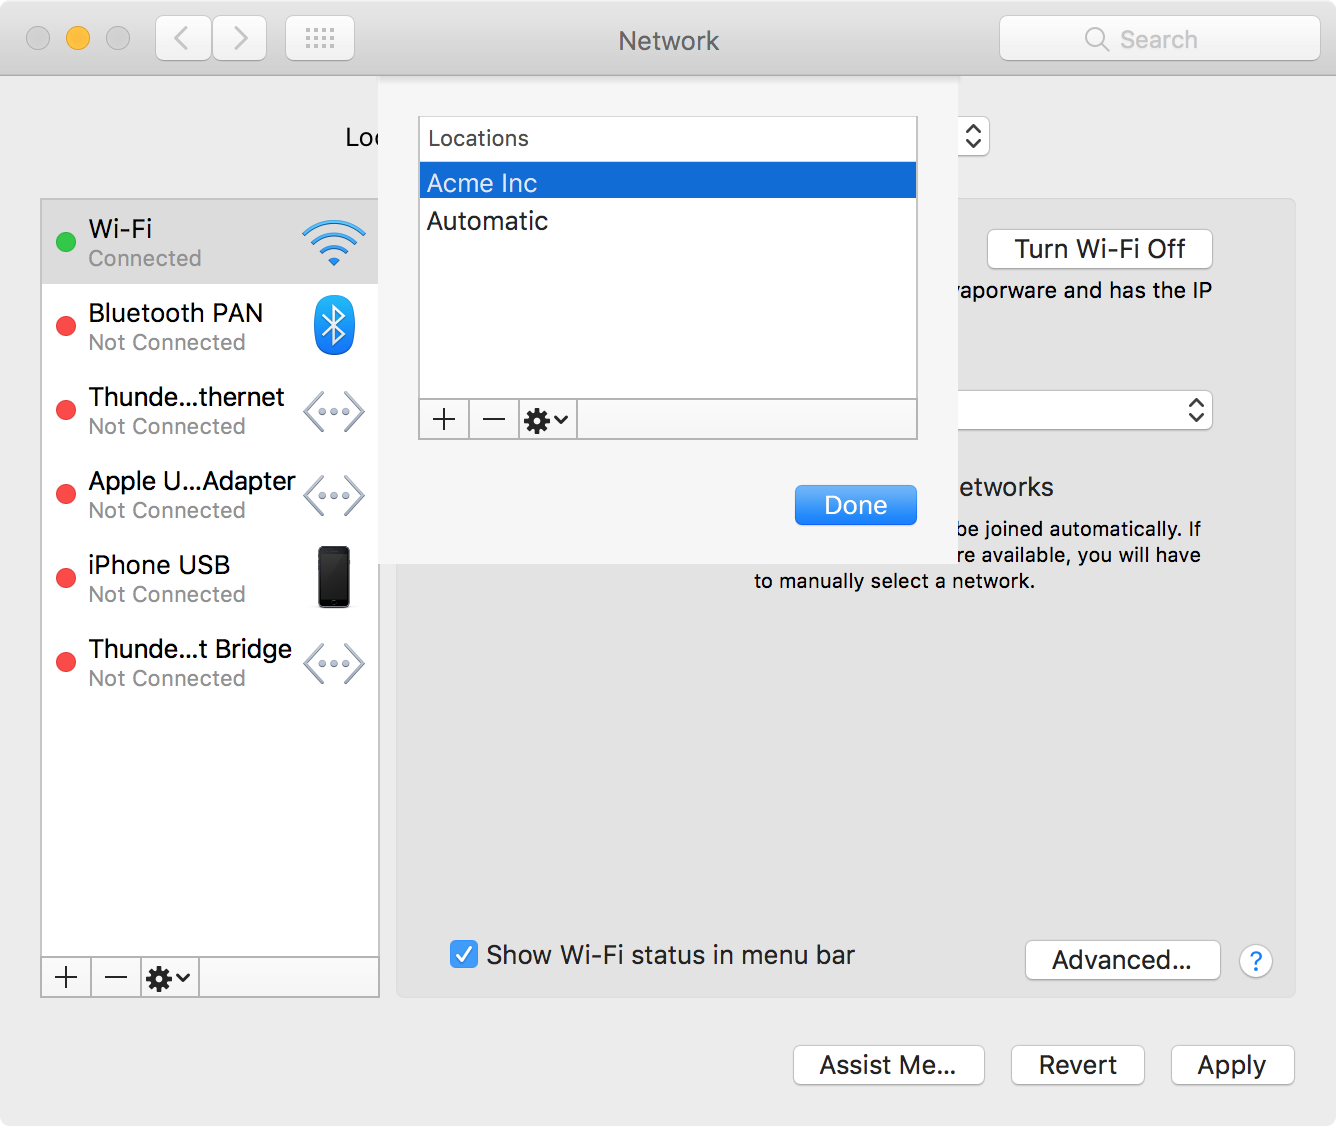 Network
Search
Loc
Locations
Acme Inc
Automatic
Wi-Fi
Connected
Turn Wi-Fi Off
vaporware and has the IP
Bluetooth PAN
Not Connected
Thunde...thernet
Not Connected
Apple U...Adapter
Not Connected
iPhone USB
Not Connected
Thunde...t Bridge
Not Connected
Done
etworks
be joined automatically. If
re available, you will have
to manually select a network.
Show Wi-Fi status in menu bar
Advanced...
?
Assist Me...
Revert
Apply